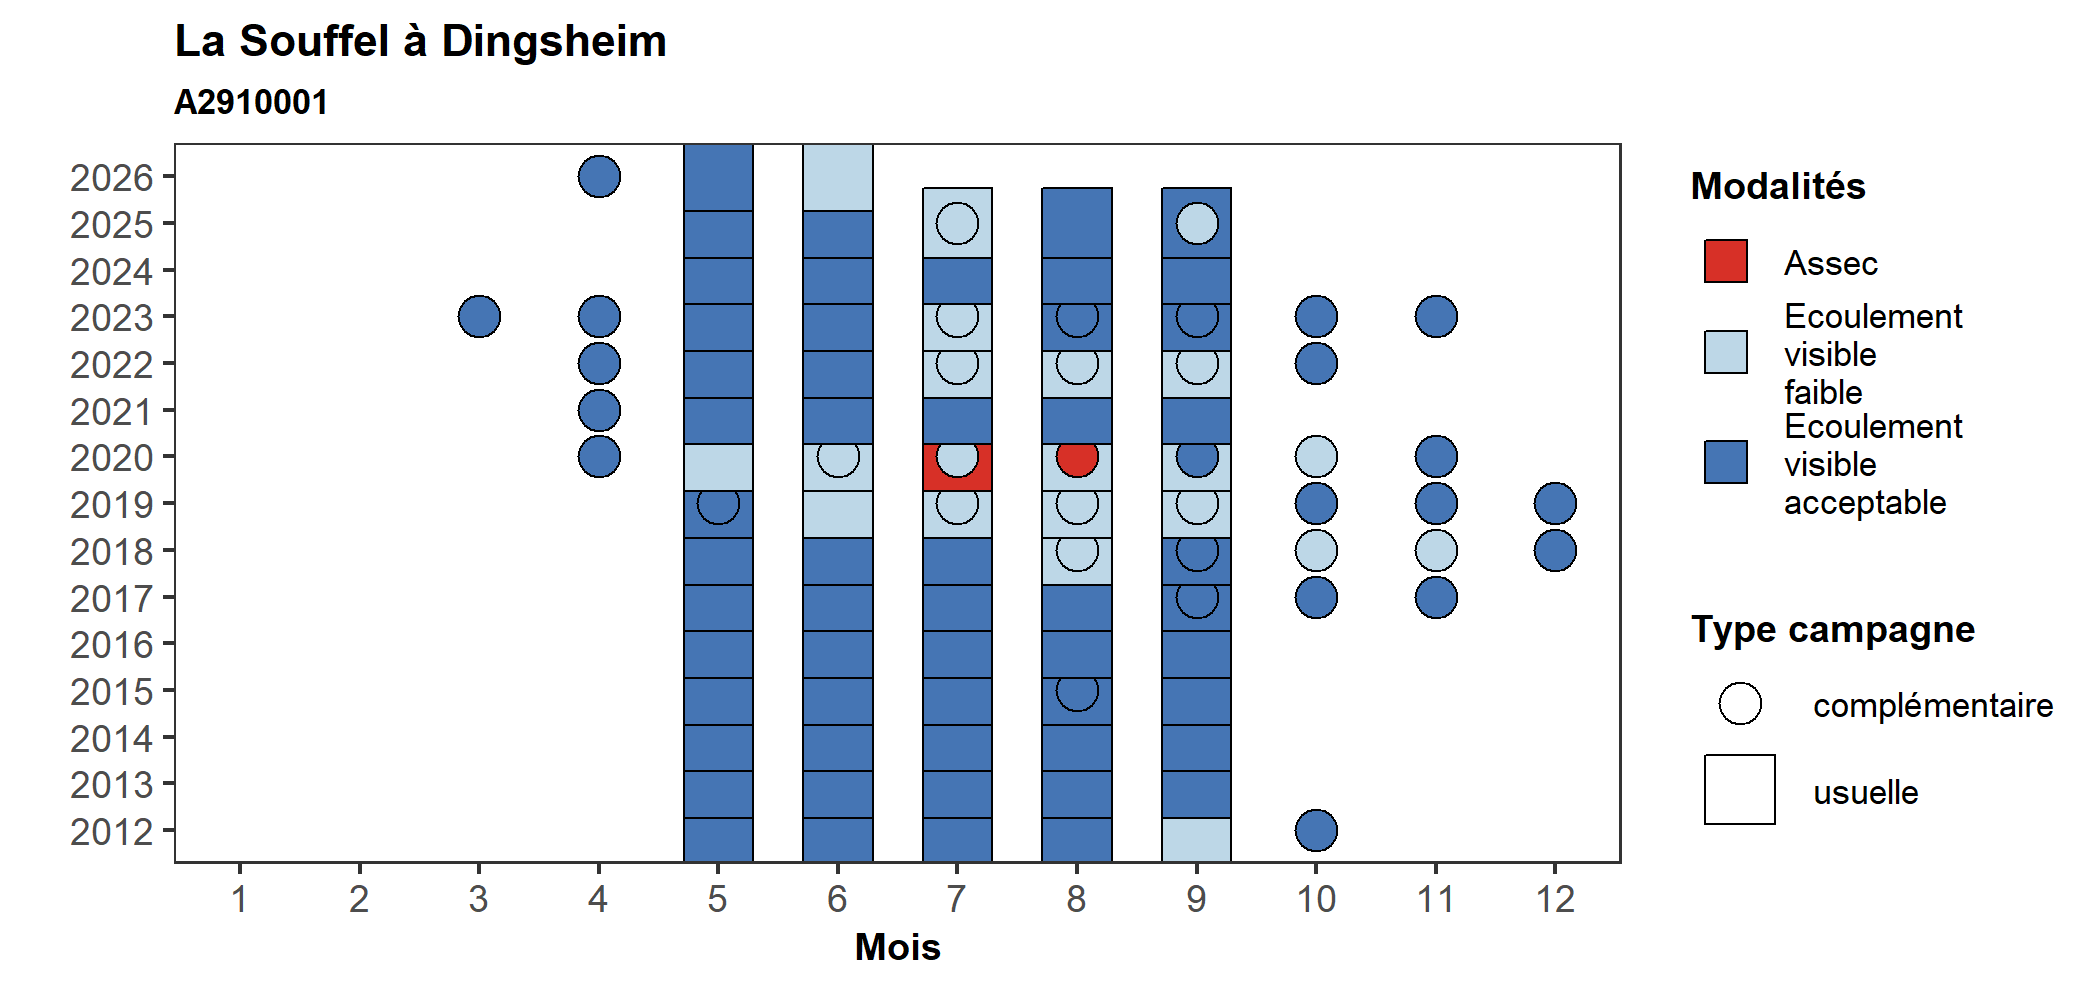 La Souffel à Dingsheim
A2910001
2026
2025
2024
2023
2022
2021
2020
2019
2018
2017
2016
2015
2014
2013
2012
1 2 3 4 5 6 7 8 9 10 11 12
Mois
Modalités
Assec
Ecoulement
visible
faible
Ecoulement
visible
acceptable
Type campagne
complémentaire
usuelle